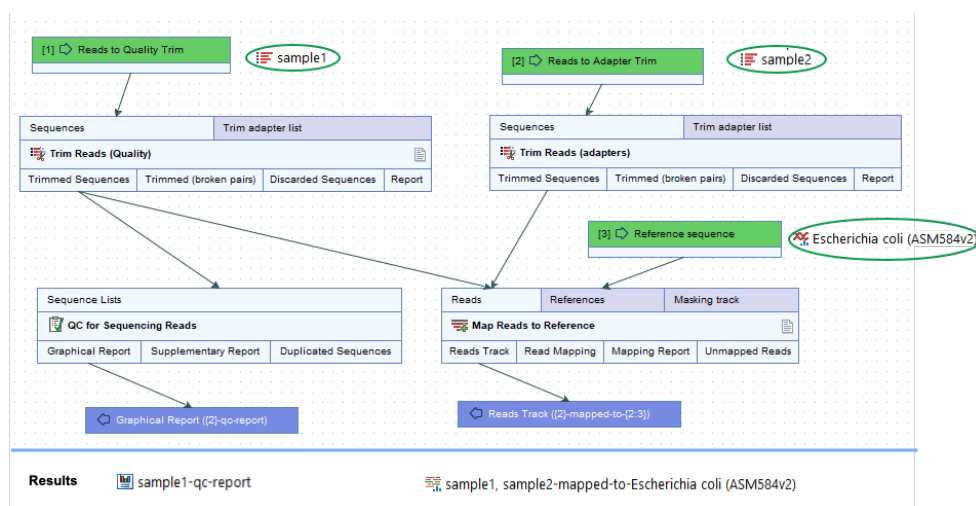 [1] Reads to Quality Trim
sample1
[2] Reads to Adapter Trim
sample2
Sequences
Trim adapter list
Trim Reads (Quality)
Trimmed Sequences
Trimmed (broken pairs)
Discarded Sequences
Report
Sequences
Trim adapter list
Trim Reads (adapters)
Trimmed Sequences
Trimmed (broken pairs)
Discarded Sequences
Report
[3] Reference sequence
Escherichia coli (ASM584v2)
Sequence Lists
QC for Sequencing Reads
Graphical Report
Supplementary Report
Duplicated Sequences
Reads
References
Masking track
Map Reads to Reference
Reads Track
Read Mapping
Mapping Report
Unmapped Reads
Graphical Report ({2}-qc-report)
Reads Track ({2}-mapped-to-{2:3})
Results
sample1-qc-report
sample1, sample2-mapped-to-Escherichia coli (ASM584v2)